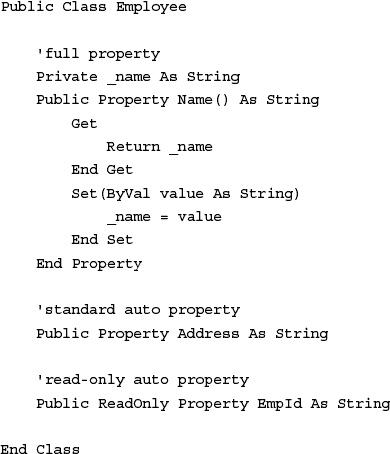 Public Class Employee
'full property
Private _name As String
Public Property Name() As String
Get
Return _name
End Get
Set(ByVal value As String)
_name = value
End Set
End Property
'standard auto property
Public Property Address As String
'read-only auto property
Public ReadOnly Property EmpId As String
End Class